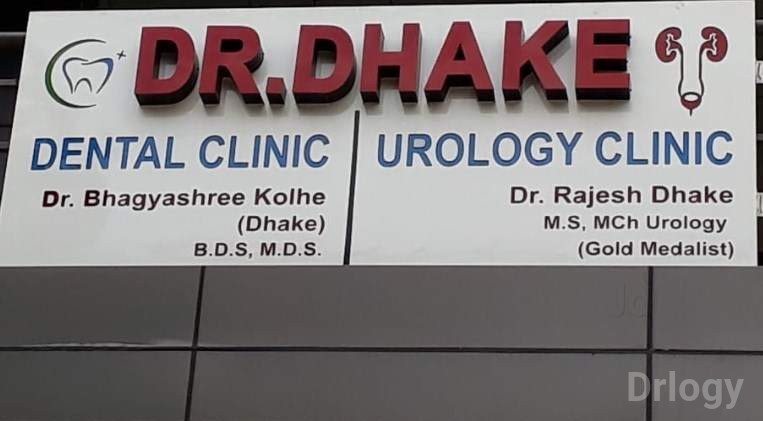 DR.DHAKE
DENTAL CLINIC
Dr. Bhagyashree Kolhe
(Dhake)
B.D.S, M.D.S.
UROLOGY CLINIC
Dr. Rajesh Dhake
M.S, MCh Urology
(Gold Medalist)
Drlogy